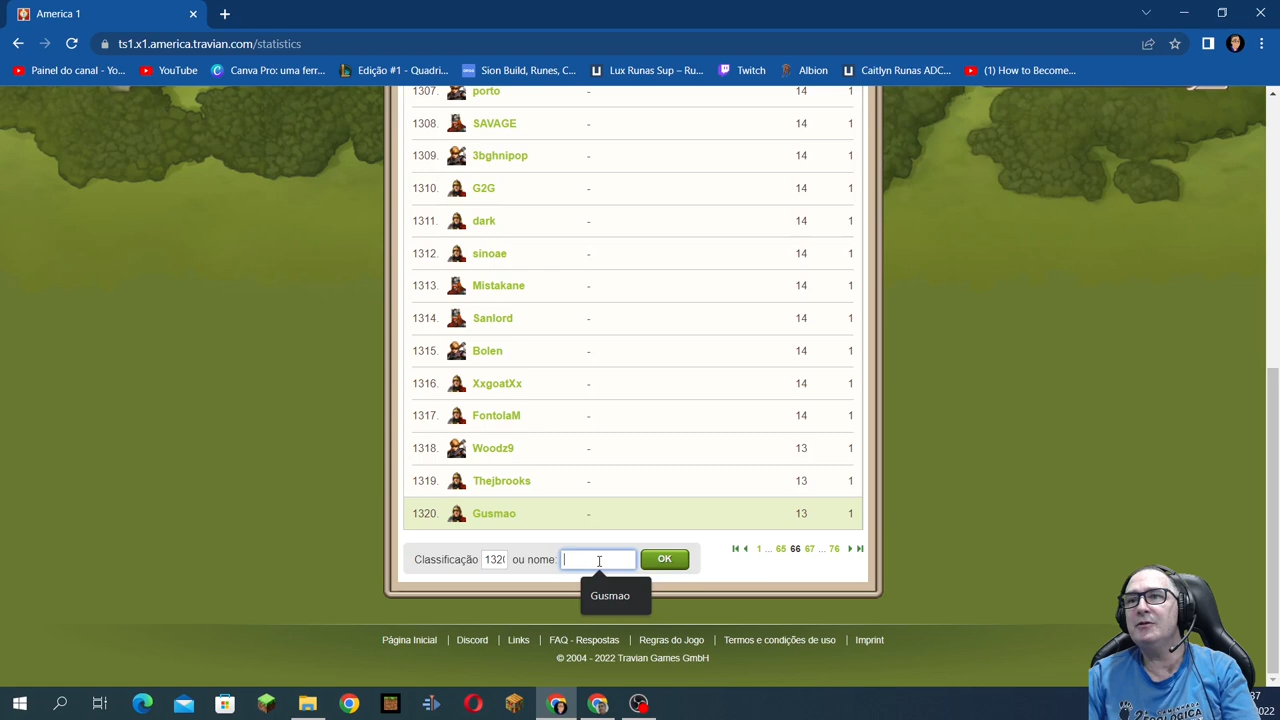 America 1
ts1.x1.america.travian.com/statistics
Painel do canal - Yo...
YouTube
Canva Pro: uma ferr...
Edição #1 - Quadri...
Sion Build, Runes, C...
Lux Runas Sup – Ru...
Twitch
Albion
Caitlyn Runas ADC...
(1) How to Become...
1307. porto - 14 1
1308. SAVAGE - 14 1
1309. 3bghnipop - 14 1
1310. G2G - 14 1
1311. dark - 14 1
1312. sinoae - 14 1
1313. Mistakane - 14 1
1314. Sanlord - 14 1
1315. Bolen - 14 1
1316. XxgoatXx - 14 1
1317. FontolaM - 14 1
1318. Woodz9 - 13 1
1319. Thejbrooks - 13 1
1320. Gusmao - 13 1
Classificação 1320 ou nome: OK
1 ... 65 66 67 ... 76
Gusmao
Página Inicial | Discord | Links | FAQ - Respostas | Regras do Jogo | Termos e condições de uso | Imprint
© 2004 - 2022 Travian Games GmbH